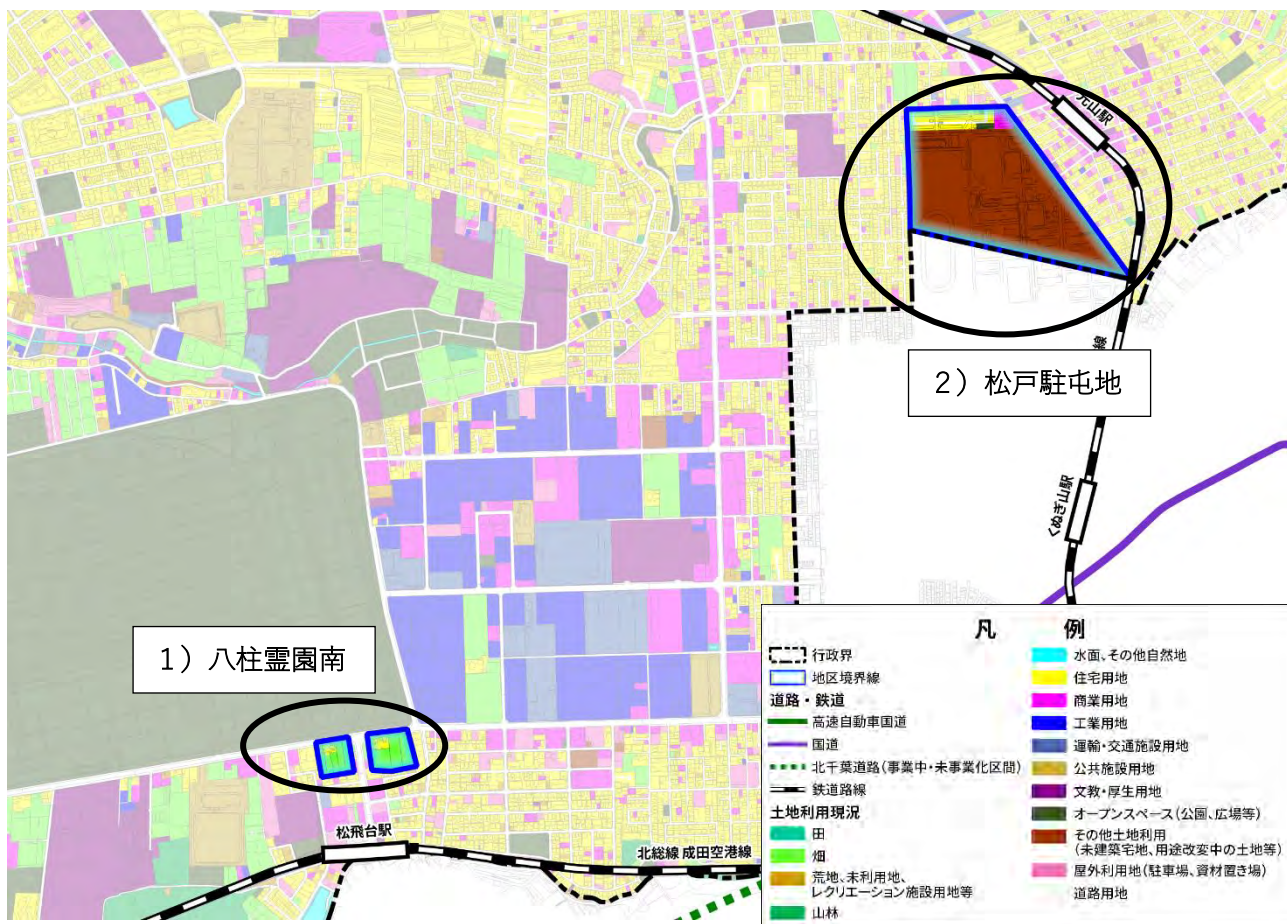 元山駅
2）松戸駐屯地
線
くぬぎ山駅
1）八柱霊園南
松飛台駅
北総線 成田空港線
凡 例
行政界
地区境界線
道路・鉄道
高速自動車国道
国道
北千葉道路（事業中・未事業化区間）
鉄道路線
土地利用現況
田
畑
荒地、未利用地、
レクリエーション施設用地等
山林
水面、その他自然地
住宅用地
商業用地
工業用地
運輸・交通施設用地
公共施設用地
文教・厚生用地
オープンスペース（公園、広場等）
その他土地利用
（未建築宅地、用途改変中の土地等）
屋外利用地（駐車場、資材置き場）
道路用地